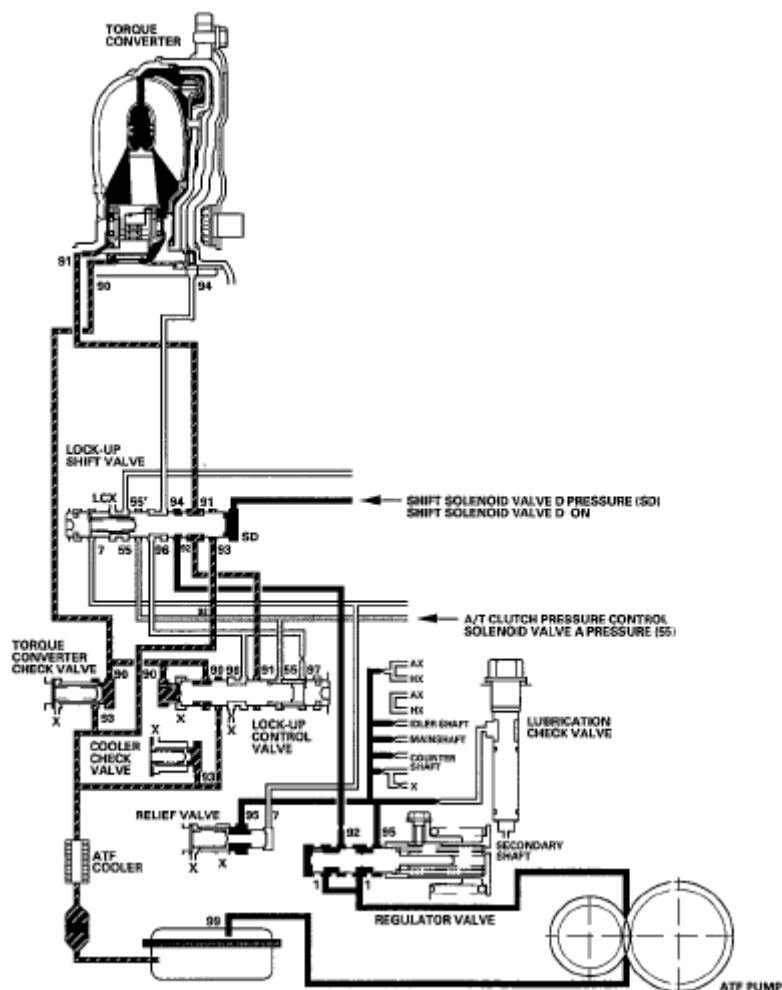 TORQUE
CONVERTER
91
90
94
LOCK-UP
SHIFT VALVE
LCX
55'
94
91
SHIFT SOLENOID VALVE D PRESSURE (SD)
SHIFT SOLENOID VALVE D ON
SD
7
55
96
92
93
A/T CLUTCH PRESSURE CONTROL
SOLENOID VALVE A PRESSURE (55)
TORQUE
CONVERTER
CHECK VALVE
90
90
90
96
91
55
97
X
93
X
X
LOCK-UP
CONTROL
VALVE
AX
HX
AX
HX
IDLER SHAFT
MAINSHAFT
COUNTER
SHAFT
X
LUBRICATION
CHECK VALVE
X
COOLER
CHECK
VALVE
93
RELIEF VALVE
95
7
X
X
92
95
SECONDARY
SHAFT
ATF
COOLER
1
1
REGULATOR VALVE
99
ATF PUMP